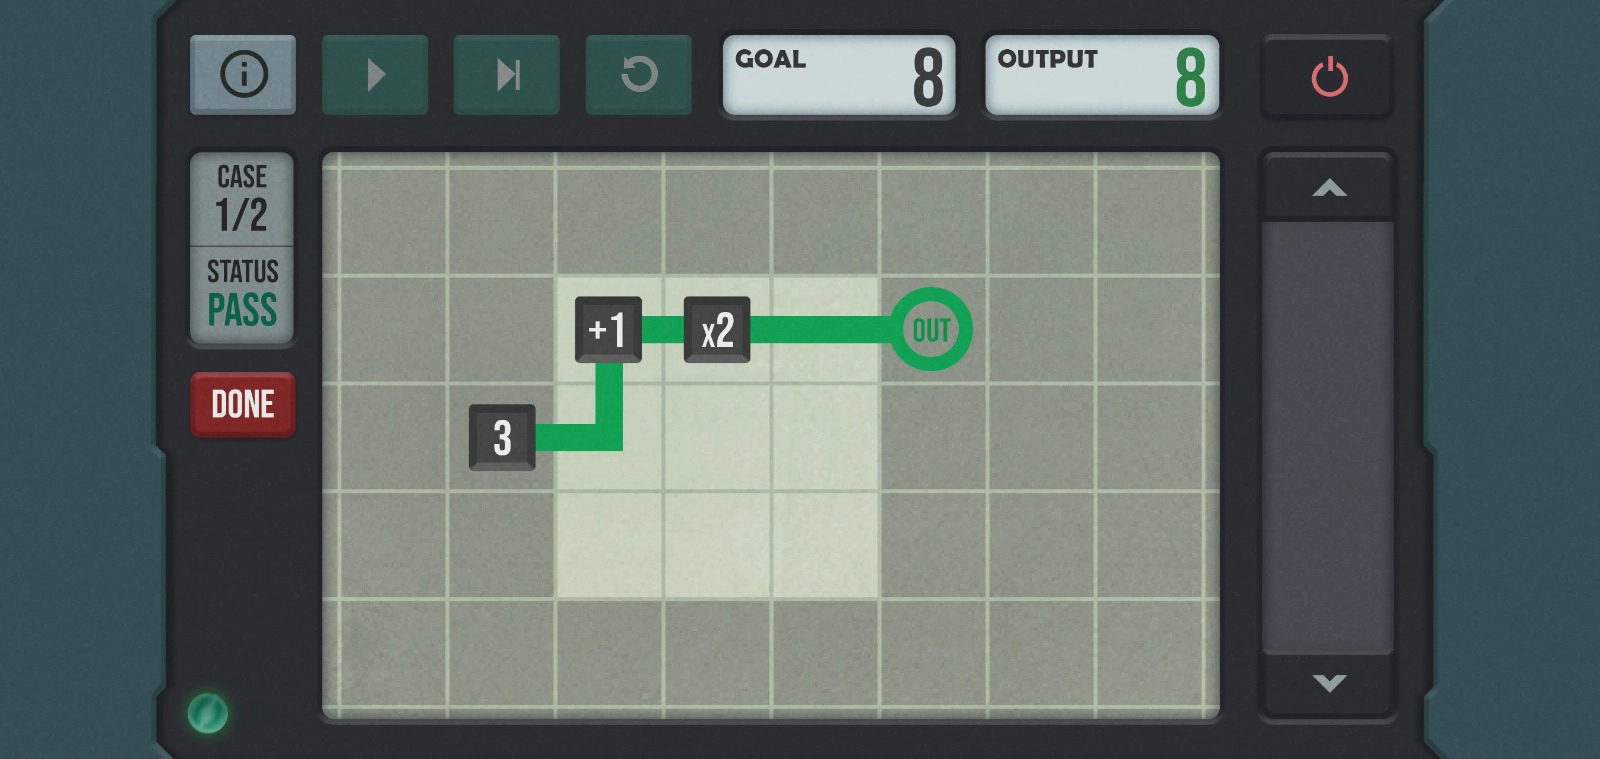 GOAL
8
OUTPUT
8
CASE
1/2
STATUS
PASS
DONE
+1
x2
OUT
3